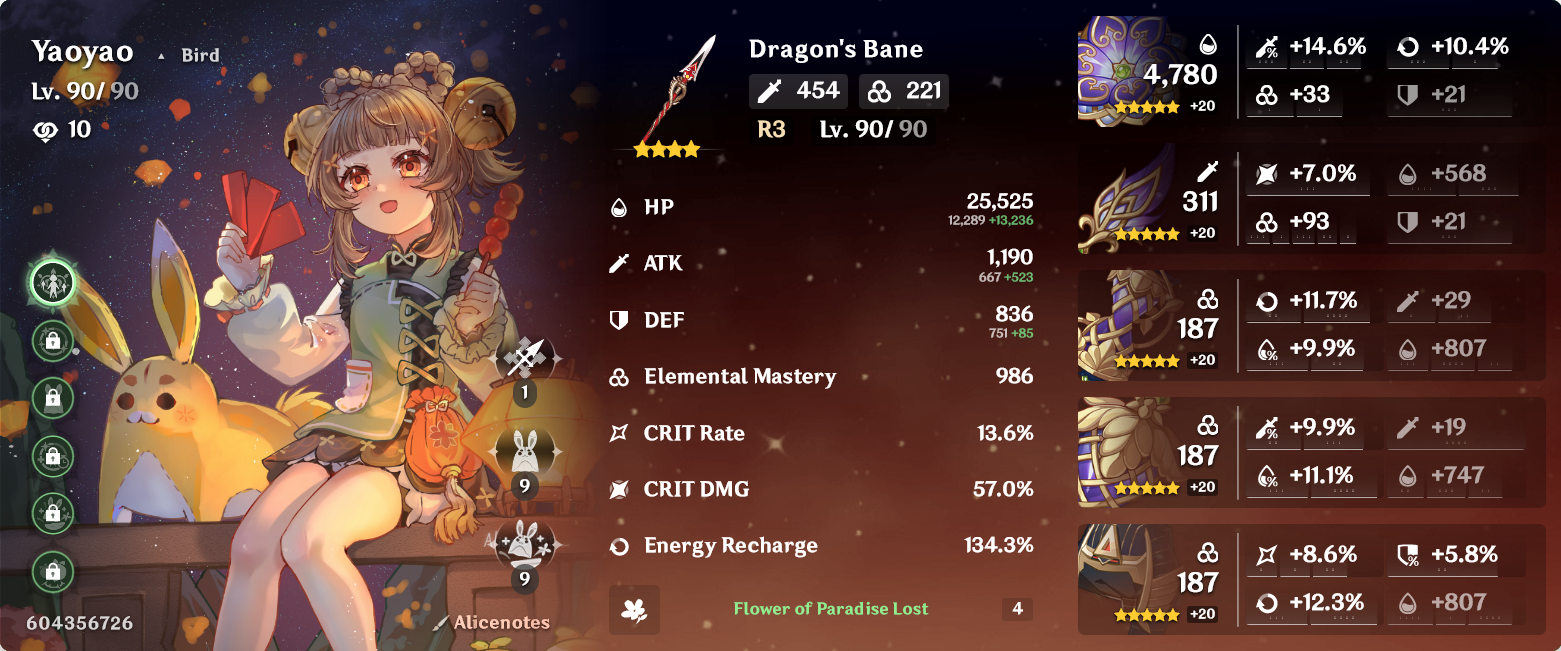 Yaoyao ▲ Bird
Lv. 90/ 90
10
1
9
9
604356726
Alicenotes
Dragon's Bane
454 221
R3 Lv. 90/ 90
HP 25,525
12,289 +13,236
ATK 1,190
667 +523
DEF 836
751 +85
Elemental Mastery 986
CRIT Rate 13.6%
CRIT DMG 57.0%
Energy Recharge 134.3%
Flower of Paradise Lost 4
4,780
+20
+14.6% +10.4%
+33 +21
311
+20
+7.0% +568
+93 +21
187
+20
+11.7% +29
+9.9% +807
187
+20
+9.9% +19
+11.1% +747
187
+20
+8.6% +5.8%
+12.3% +807